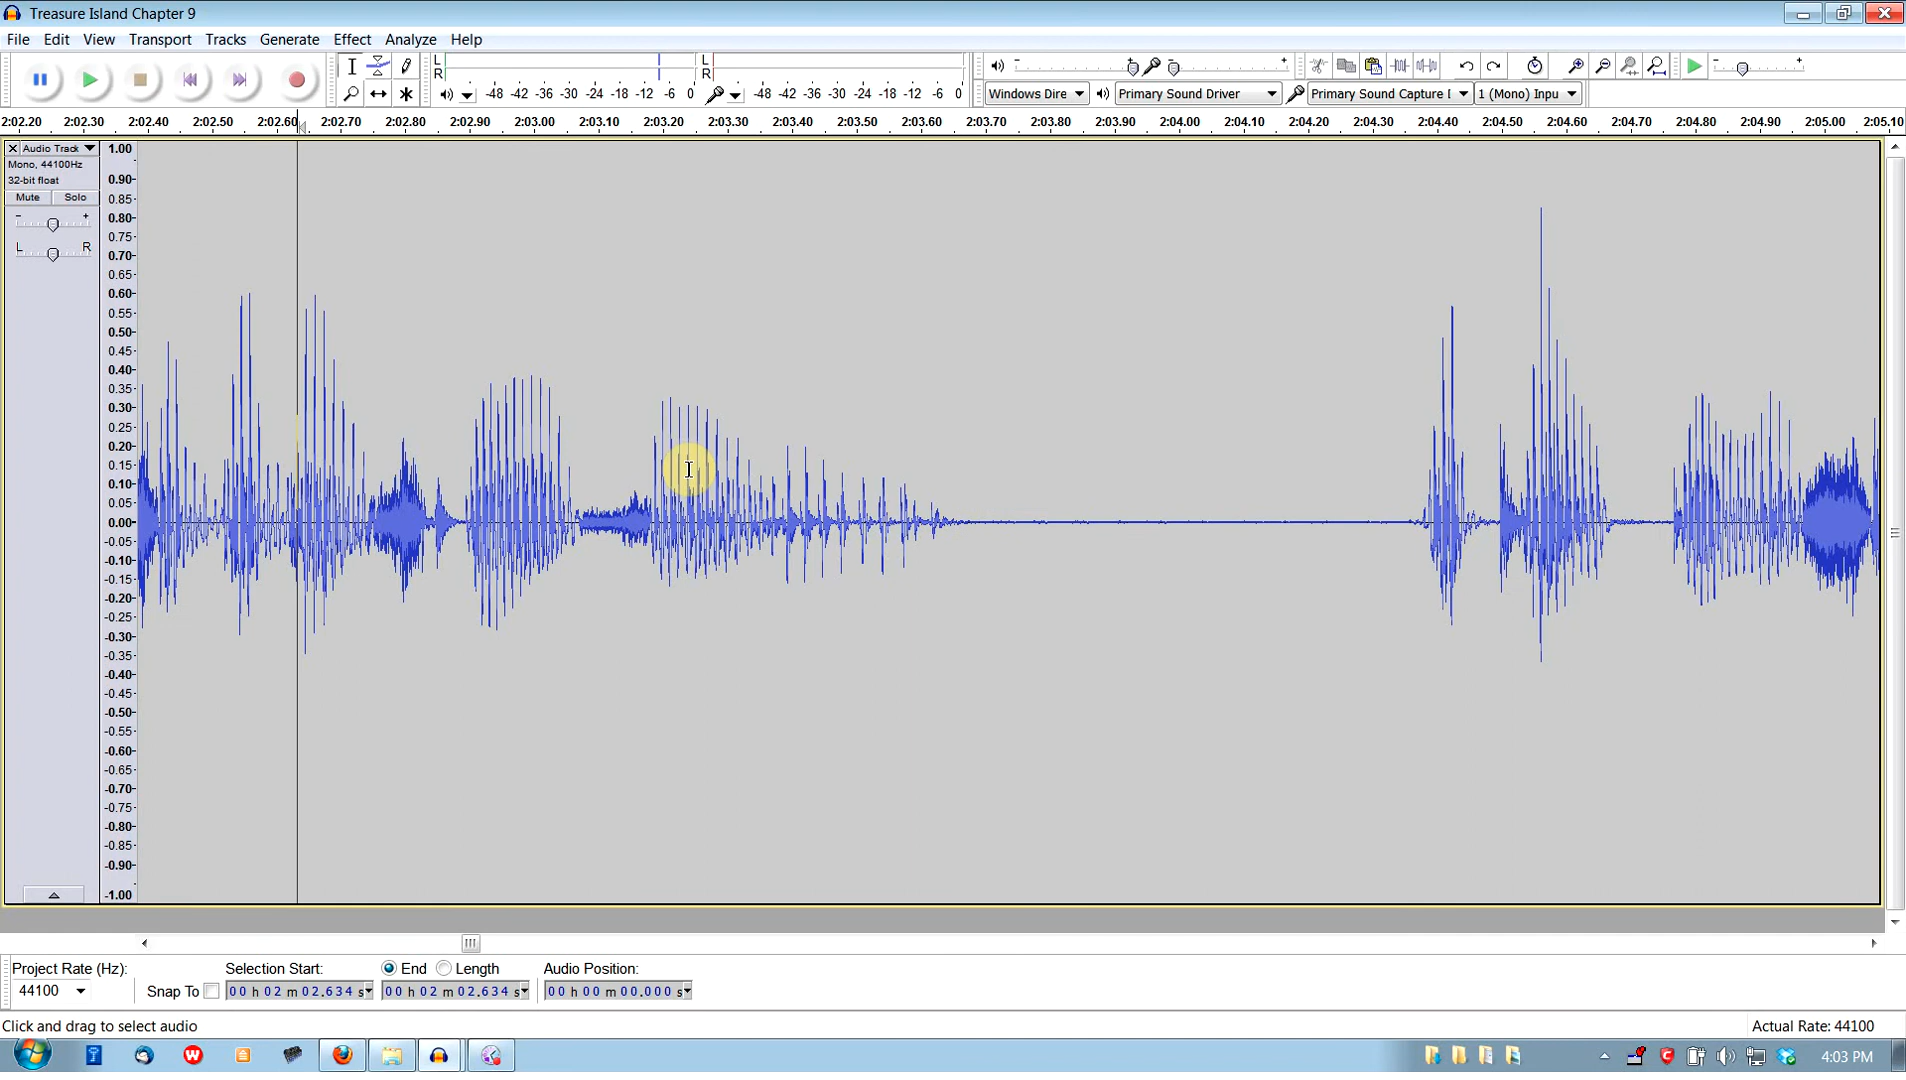 Treasure Island Chapter 9
File Edit View Transport Tracks Generate Effect Analyze Help
L R -48 -42 -36 -30 -24 -18 -12 -6 0 L R -48 -42 -36 -30 -24 -18 -12 -6 0
Windows Dire Primary Sound Driver Primary Sound Capture 1 (Mono) Inpu
2:02.20 2:02.30 2:02.40 2:02.50 2:02.60 2:02.70 2:02.80 2:02.90 2:03.00 2:03.10 2:03.20 2:03.30 2:03.40 2:03.50 2:03.60 2:03.70 2:03.80 2:03.90 2:04.00 2:04.10 2:04.20 2:04.30 2:04.40 2:04.50 2:04.60 2:04.70 2:04.80 2:04.90 2:05.00 2:05.10
Audio Track
Mono, 44100Hz
32-bit float
Mute Solo
- +
L R
1.00
0.90
0.85
0.80
0.75
0.70
0.65
0.60
0.55
0.50
0.45
0.40
0.35
0.30
0.25
0.20
0.15
0.10
0.05
0.00
-0.05
-0.10
-0.15
-0.20
-0.25
-0.30
-0.35
-0.40
-0.45
-0.50
-0.55
-0.60
-0.65
-0.70
-0.75
-0.80
-0.85
-0.90
-1.00
Project Rate (Hz): Selection Start: End Length Audio Position:
44100 Snap To 00 h 02 m 02.634 s 00 h 02 m 02.634 s 00 h 00 m 00.000 s
Click and drag to select audio Actual Rate: 44100
4:03 PM